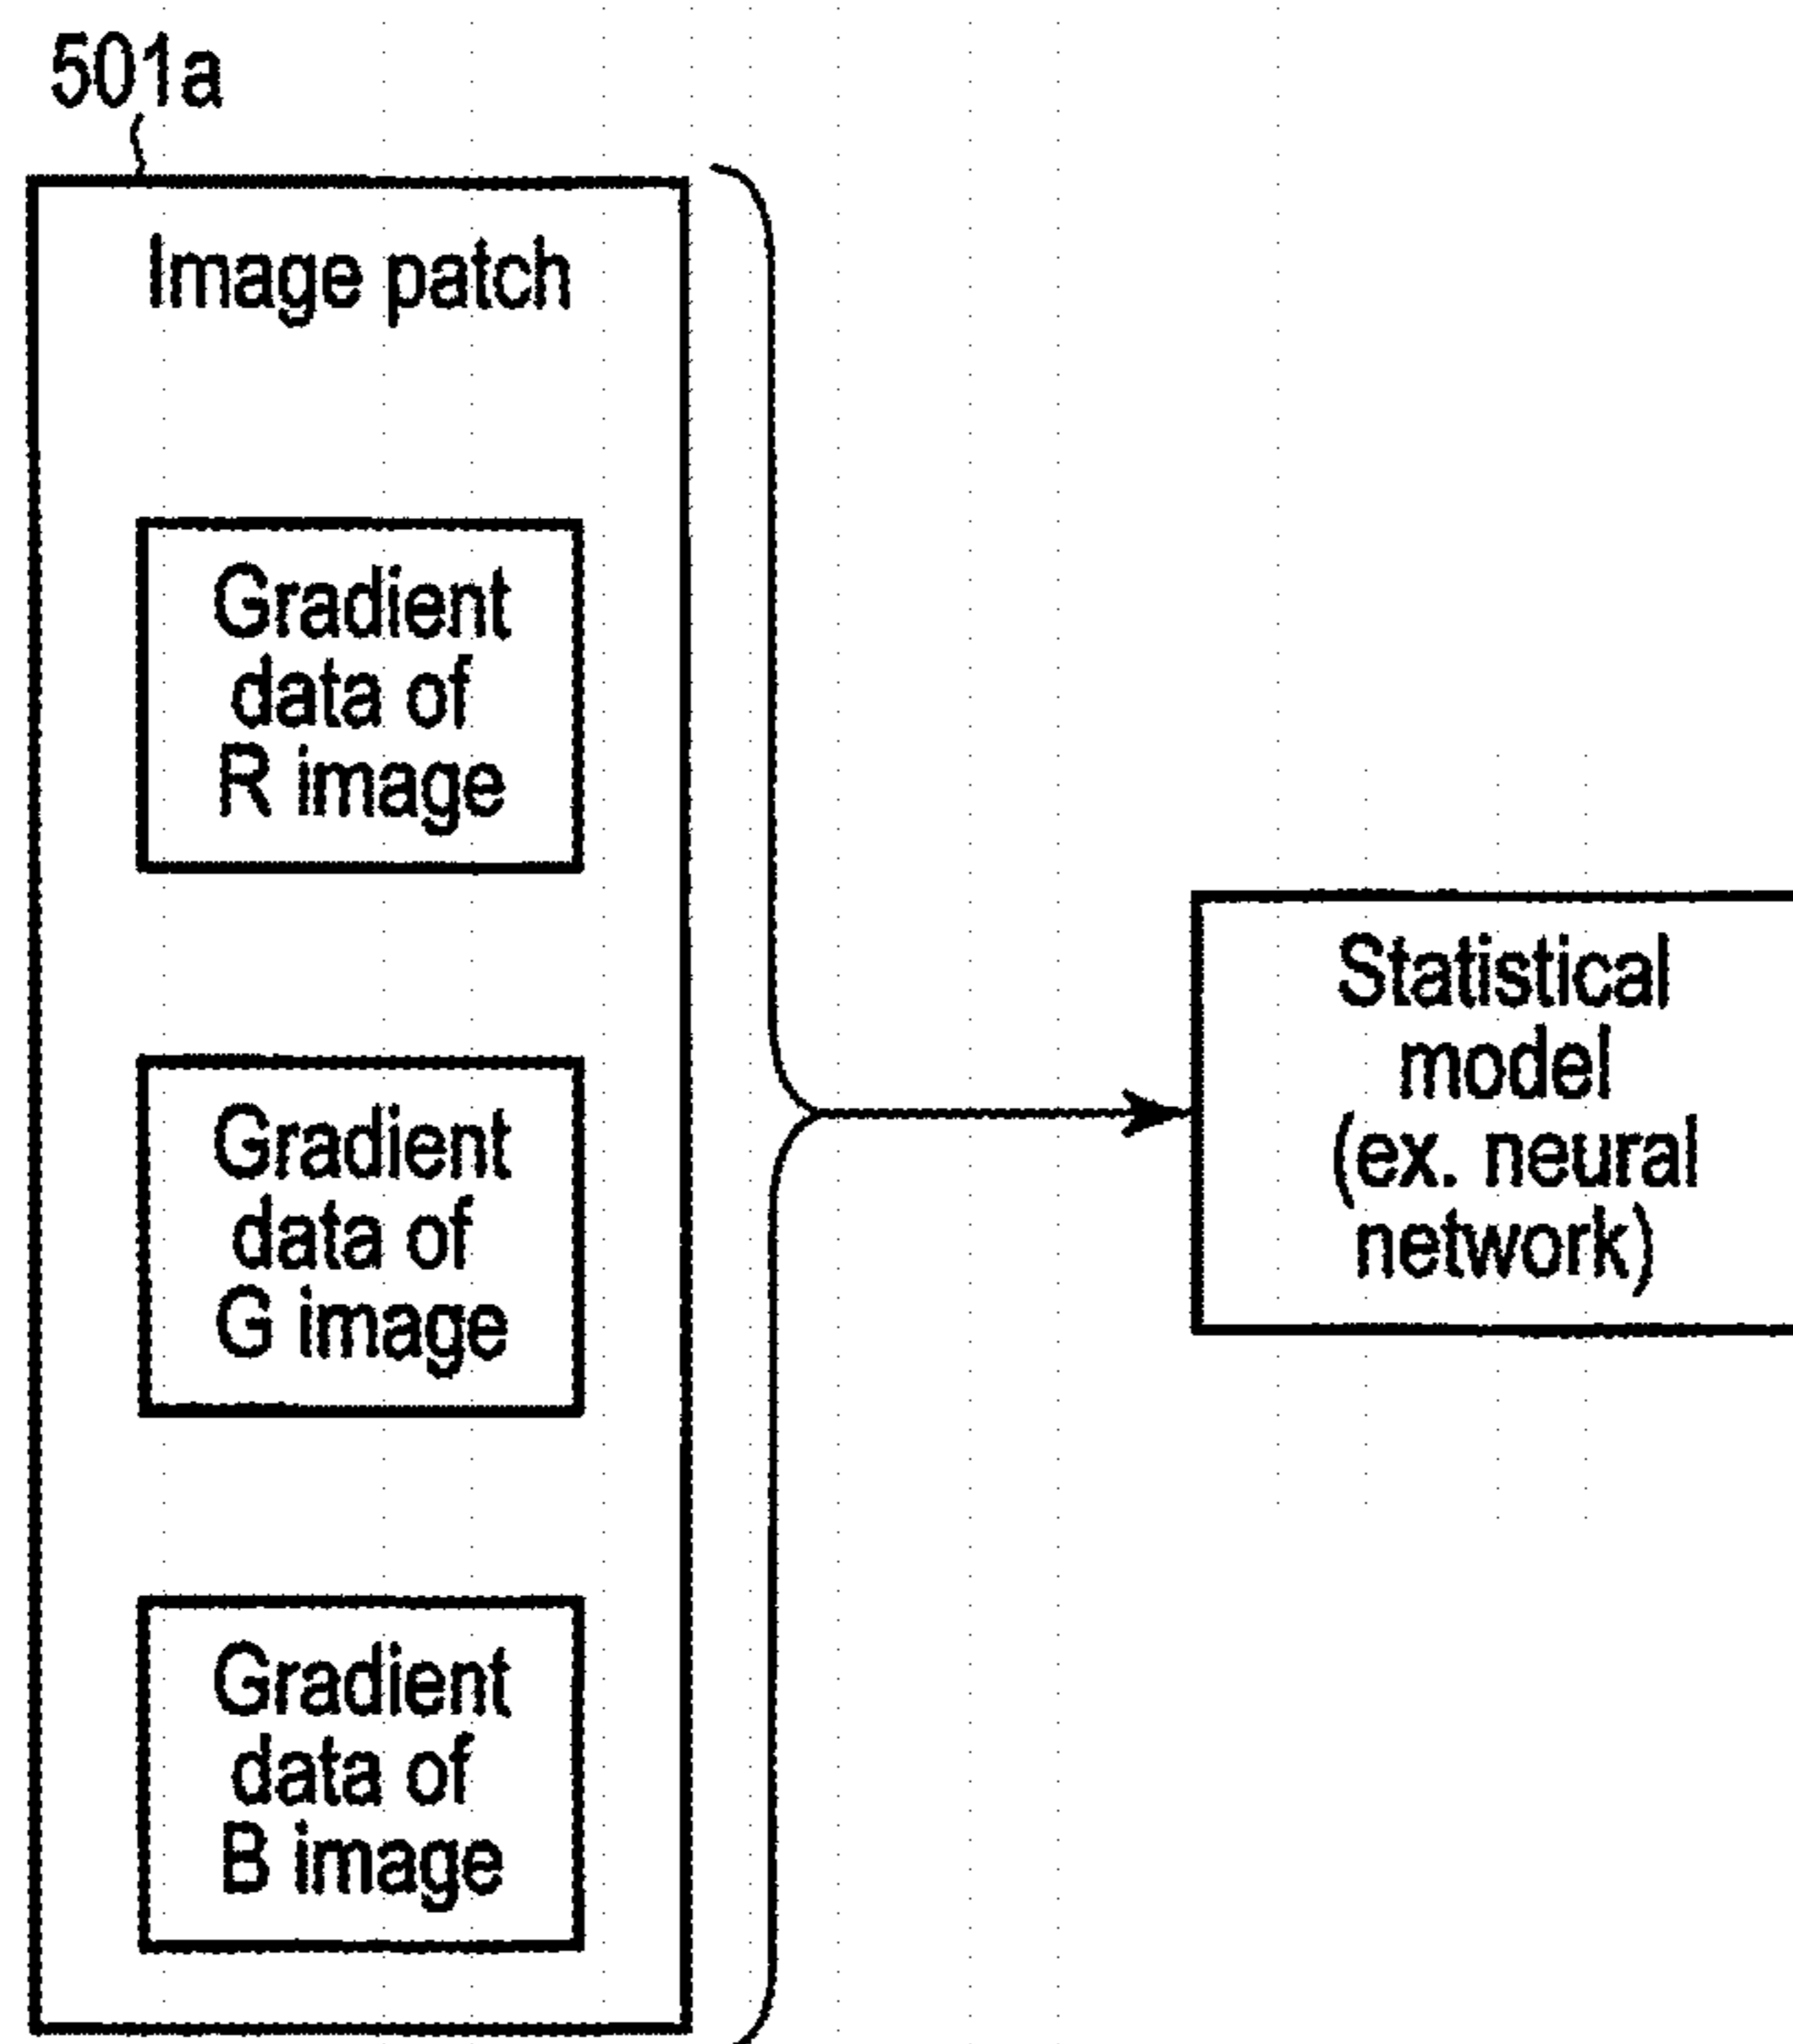 501a
Image patch
Gradient
data of
R image
Gradient
data of
G image
Gradient
data of
B image
Statistical
model
(ex. neural
network)